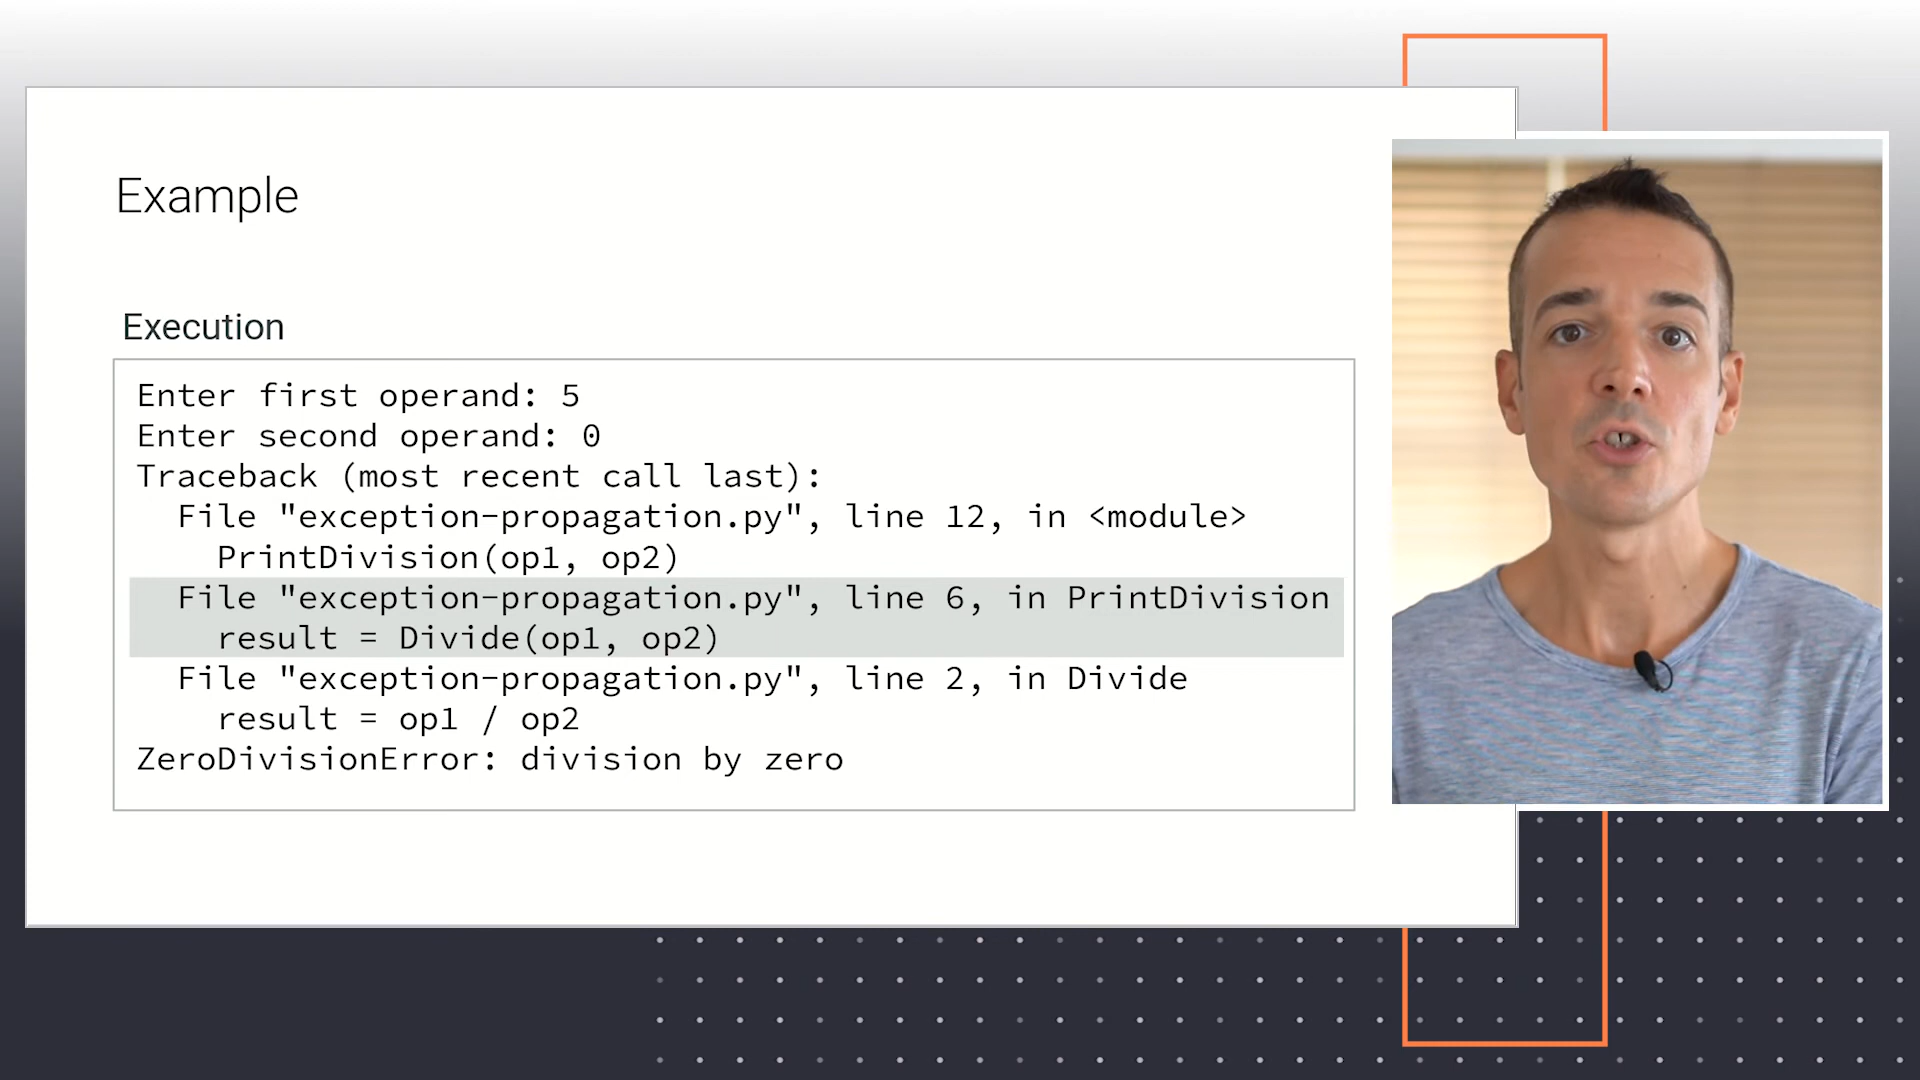 Example
Execution
Enter first operand: 5
Enter second operand: 0
Traceback (most recent call last):
  File "exception-propagation.py", line 12, in <module>
    PrintDivision(op1, op2)
  File "exception-propagation.py", line 6, in PrintDivision
    result = Divide(op1, op2)
  File "exception-propagation.py", line 2, in Divide
    result = op1 / op2
ZeroDivisionError: division by zero